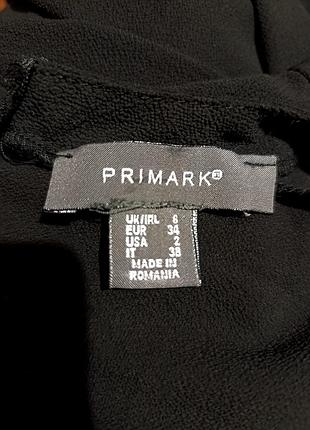 PRIMARK®
UK/IRL 6
EUR 34
USA 2
IT 38
MADE IN
ROMANIA